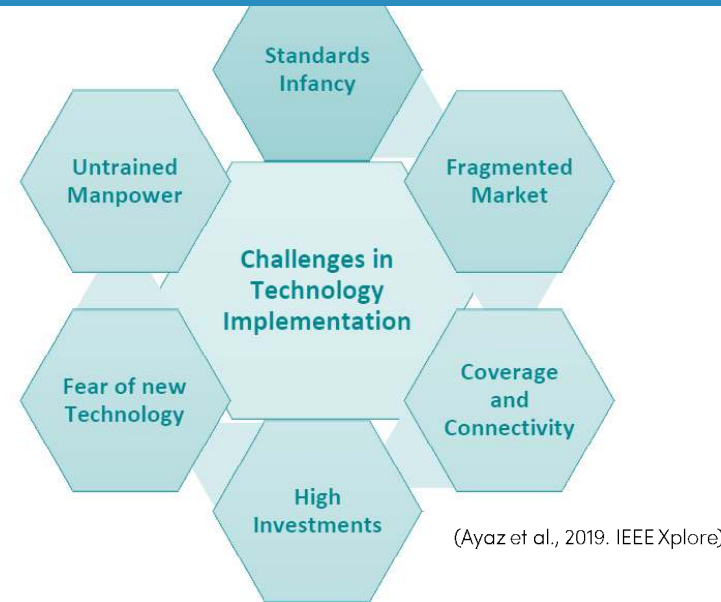 Standards
Infancy
Untrained
Manpower
Fragmented
Market
Challenges in
Technology
Implementation
Fear of new
Technology
Coverage
and
Connectivity
High
Investments
(Ayaz et al., 2019. IEEE Xplore)